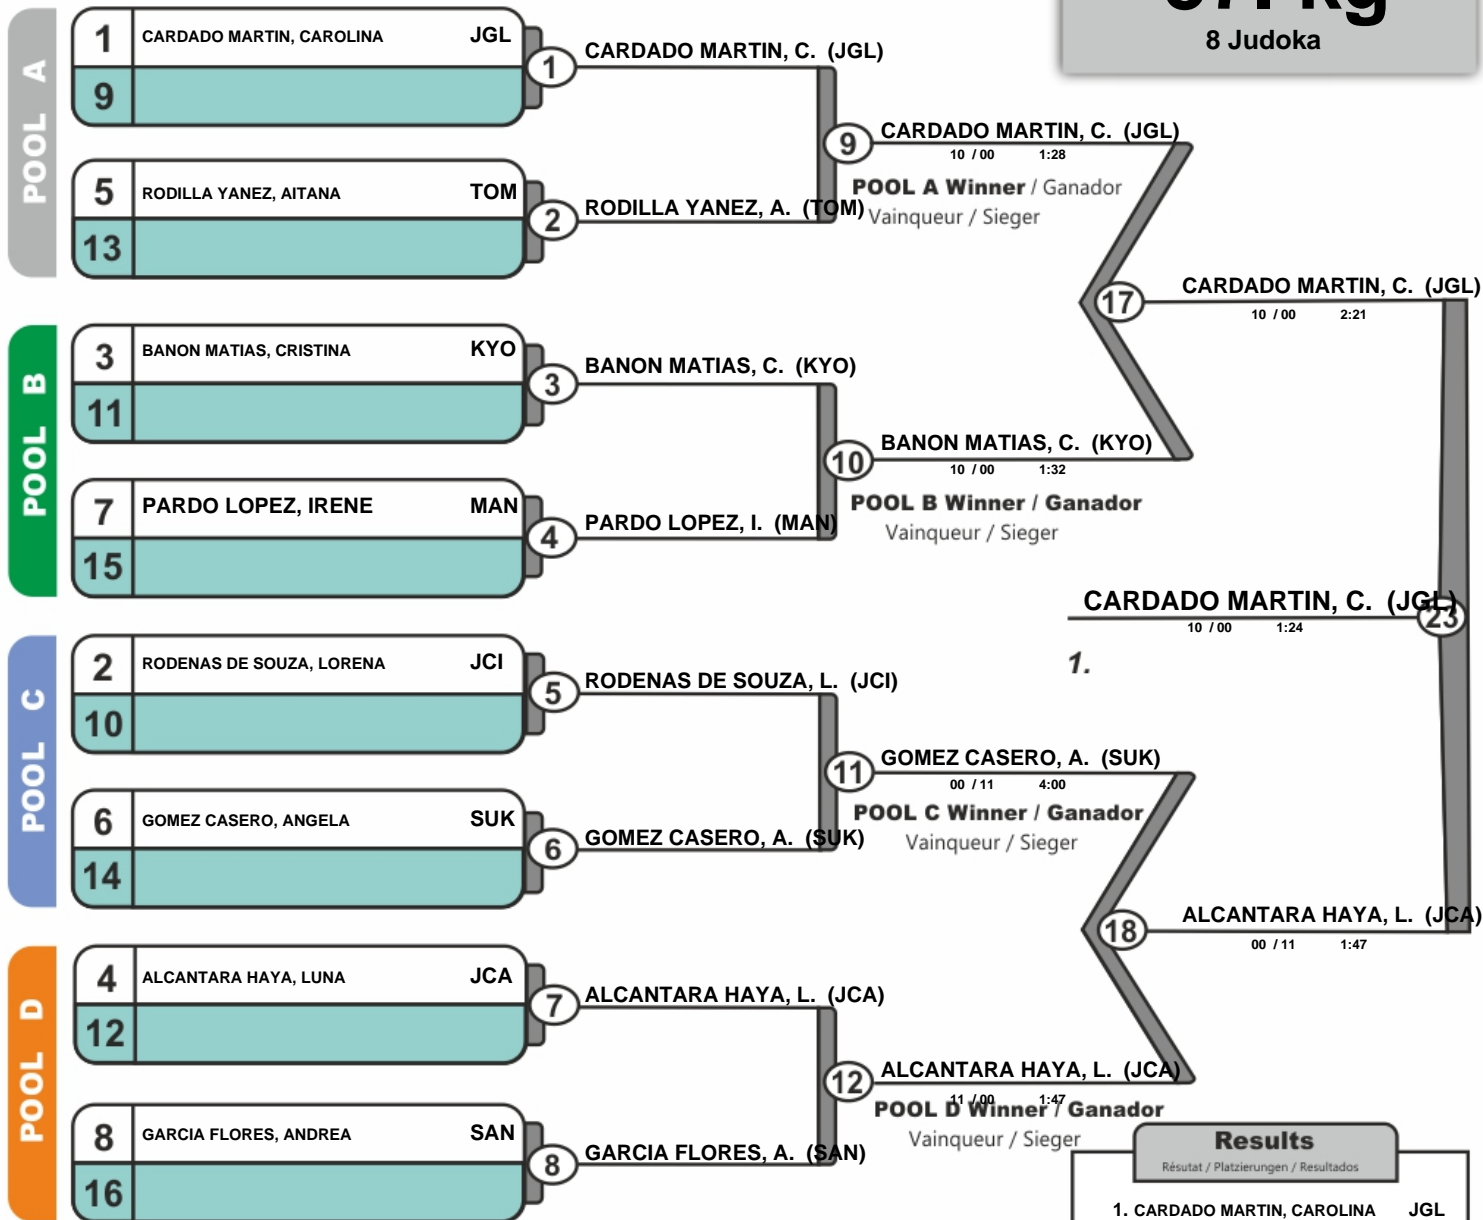 8 Judoka
POOL A
1 CARDADO MARTIN, CAROLINA JGL
9
5 RODILLA YANEZ, AITANA TOM
13
1 CARDADO MARTIN, C. (JGL)
2 RODILLA YANEZ, A. (TOM)
9 CARDADO MARTIN, C. (JGL)
10 / 00 1:28
POOL A Winner / Ganador
Vainqueur / Sieger
POOL B
3 BANON MATIAS, CRISTINA KYO
11
7 PARDO LOPEZ, IRENE MAN
15
3 BANON MATIAS, C. (KYO)
4 PARDO LOPEZ, I. (MAN)
10 BANON MATIAS, C. (KYO)
10 / 00 1:32
POOL B Winner / Ganador
Vainqueur / Sieger
17 CARDADO MARTIN, C. (JGL)
10 / 00 2:21
CARDADO MARTIN, C. (JGL) 23
10 / 00 1:24
1.
POOL C
2 RODENAS DE SOUZA, LORENA JCI
10
6 GOMEZ CASERO, ANGELA SUK
14
5 RODENAS DE SOUZA, L. (JCI)
6 GOMEZ CASERO, A. (SUK)
11 GOMEZ CASERO, A. (SUK)
00 / 11 4:00
POOL C Winner / Ganador
Vainqueur / Sieger
POOL D
4 ALCANTARA HAYA, LUNA JCA
12
8 GARCIA FLORES, ANDREA SAN
16
7 ALCANTARA HAYA, L. (JCA)
8 GARCIA FLORES, A. (SAN)
12 ALCANTARA HAYA, L. (JCA)
11 / 00 1:47
POOL D Winner / Ganador
Vainqueur / Sieger
18 ALCANTARA HAYA, L. (JCA)
00 / 11 1:47
Results
Résutat / Platzierungen / Resultados
1. CARDADO MARTIN, CAROLINA JGL